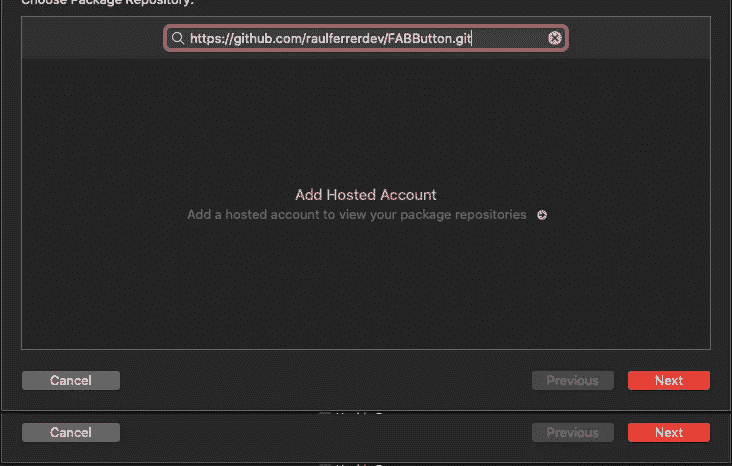 Choose Package Repository:
https://github.com/raulferrerdev/FABButton.git
Add Hosted Account
Add a hosted account to view your package repositories
Cancel
Previous
Next
Cancel
Previous
Next